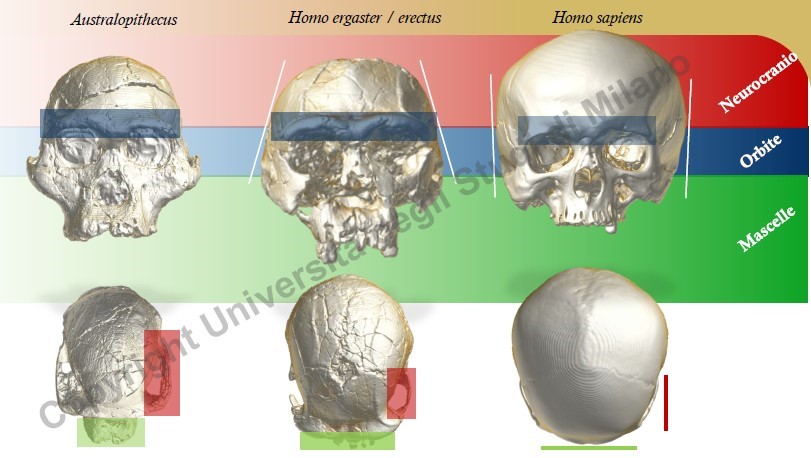 Australopithecus
Homo ergaster / erectus
Homo sapiens
Neurocranio
Orbite
Mascelle
Copyright Università degli Studi di Milano